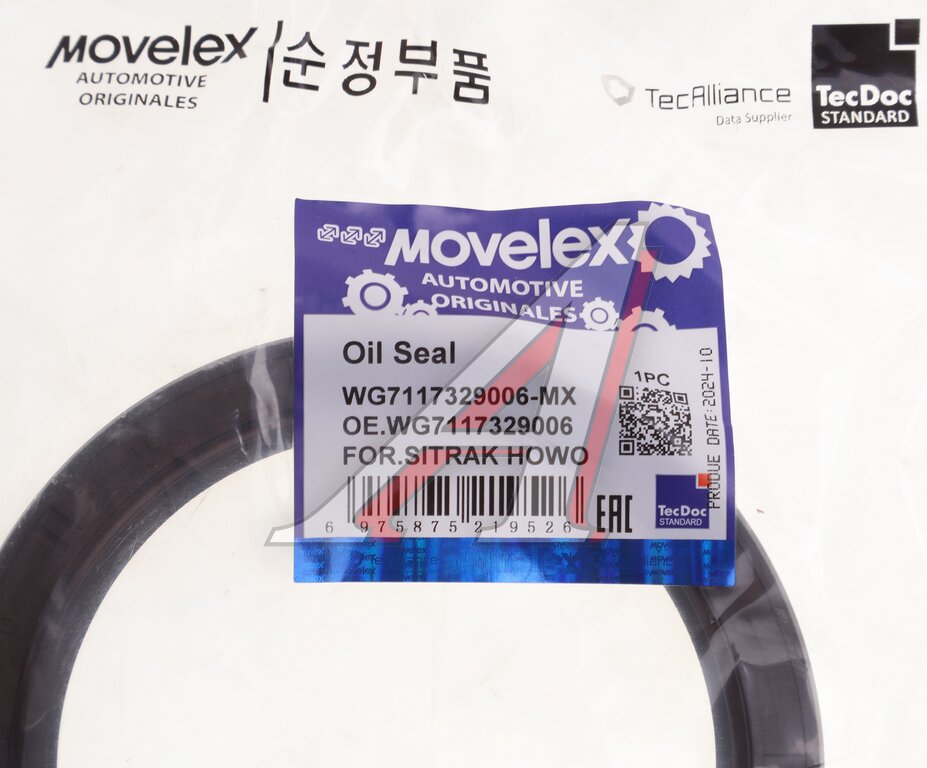 MOVELEX
AUTOMOTIVE
ORIGINALES
순정부품
TecAlliance
Data Supplier
TecDoc
STANDARD
MOVELEX
AUTOMOTIVE
ORIGINALES
Oil Seal
WG7117329006-MX
OE.WG7117329006
FOR.SITRAK HOWO
1PC
PRODUE DATE:2024-10
6 975875 219526
EAC
TecDoc
STANDARD